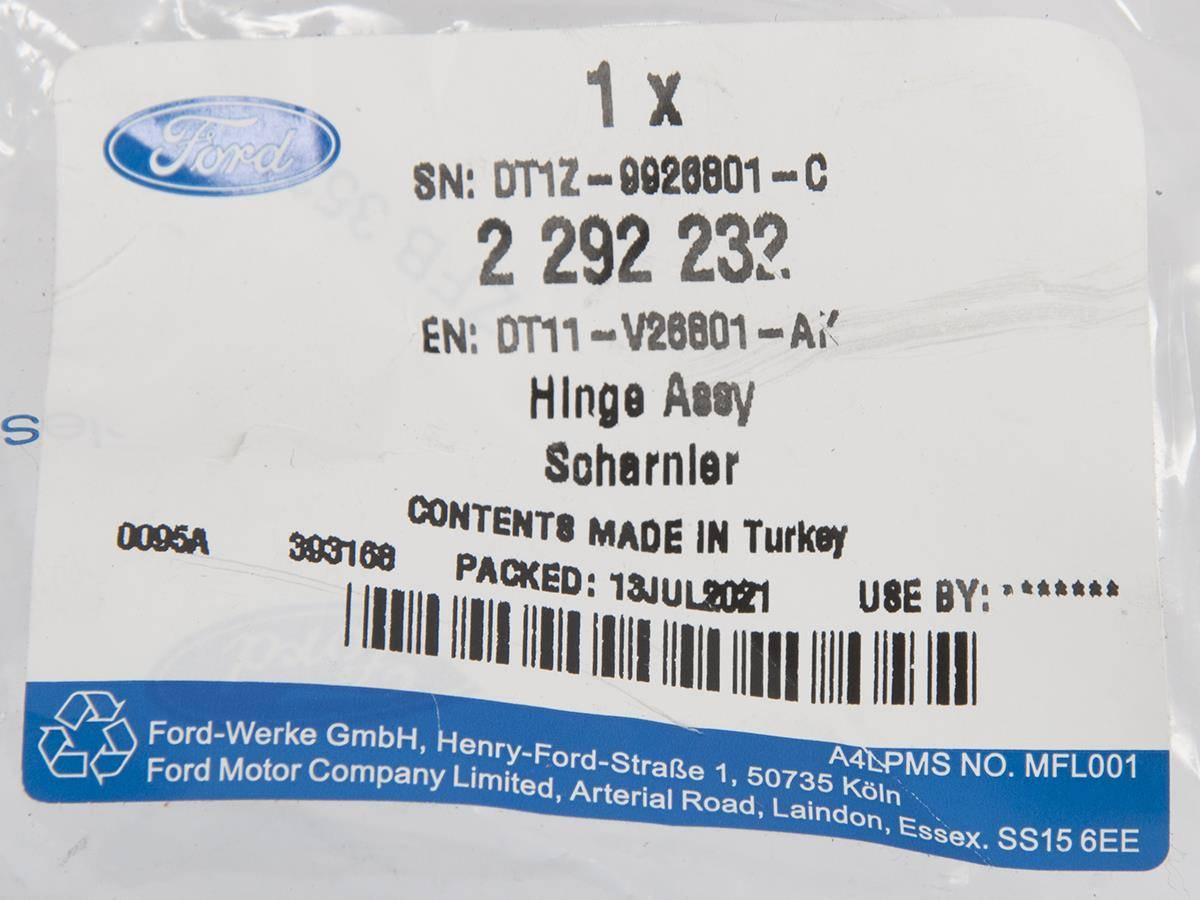 Ford
1 x
SN: DT1Z-9926801-C
2 292 232
EN: DT11-V26801-
Hinge Assy
Scharnier
CONTENTS MADE IN Turkey
0095A 393168 PACKED: 13JUL2021 USE BY: *******
Ford-Werke GmbH, Henry-Ford-Straße 1, 50735 Köln
Ford Motor Company Limited, Arterial Road, Laindon, Essex. SS15 6EE
A4LPMS NO. MFL001